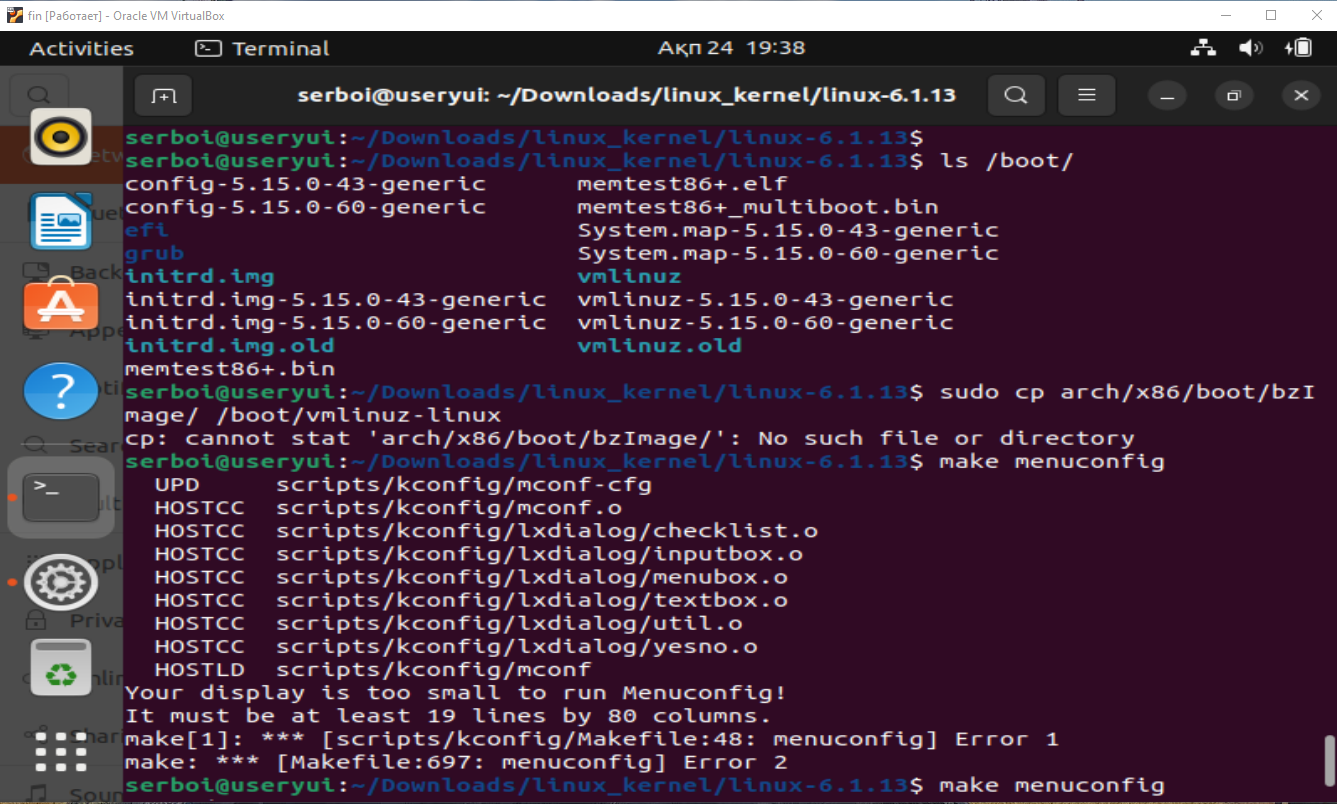 fin [Работает] - Oracle VM VirtualBox
Activities
Terminal
Ақп 24 19:38
serboi@useryui: ~/Downloads/linux_kernel/linux-6.1.13
serboi@useryui:~/Downloads/linux_kernel/linux-6.1.13$
serboi@useryui:~/Downloads/linux_kernel/linux-6.1.13$ ls /boot/
config-5.15.0-43-generic memtest86+.elf
config-5.15.0-60-generic memtest86+_multiboot.bin
efi System.map-5.15.0-43-generic
grub System.map-5.15.0-60-generic
initrd.img vmlinuz
initrd.img-5.15.0-43-generic vmlinuz-5.15.0-43-generic
initrd.img-5.15.0-60-generic vmlinuz-5.15.0-60-generic
initrd.img.old vmlinuz.old
memtest86+.bin
serboi@useryui:~/Downloads/linux_kernel/linux-6.1.13$ sudo cp arch/x86/boot/bzI
mage/ /boot/vmlinuz-linux
cp: cannot stat 'arch/x86/boot/bzImage/': No such file or directory
serboi@useryui:~/Downloads/linux_kernel/linux-6.1.13$ make menuconfig
UPD scripts/kconfig/mconf-cfg
HOSTCC scripts/kconfig/mconf.o
HOSTCC scripts/kconfig/lxdialog/checklist.o
HOSTCC scripts/kconfig/lxdialog/inputbox.o
HOSTCC scripts/kconfig/lxdialog/menubox.o
HOSTCC scripts/kconfig/lxdialog/textbox.o
HOSTCC scripts/kconfig/lxdialog/util.o
HOSTCC scripts/kconfig/lxdialog/yesno.o
HOSTLD scripts/kconfig/mconf
Your display is too small to run Menuconfig!
It must be at least 19 lines by 80 columns.
make[1]: *** [scripts/kconfig/Makefile:48: menuconfig] Error 1
make: *** [Makefile:697: menuconfig] Error 2
serboi@useryui:~/Downloads/linux_kernel/linux-6.1.13$ make menuconfig
Back
Appe
Sear
Priva
Shari
Soun